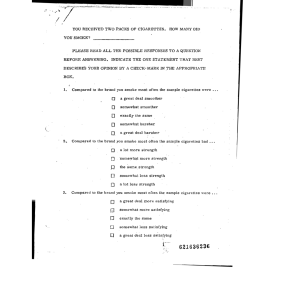 YOU RECEIVED TWO PACKS OF CIGARETTES. HOW MANY DID
YOU SMOKE?
PLEASE READ ALL THE POSSIBLE RESPONSES TO A QUESTION
BEFORE ANSWERING. INDICATE THE ONE STATEMENT THAT BEST
DESCRIBES YOUR OPINION BY A CHECK-MARK IN THE APPROPRIATE
BOX.
1. Compared to the brand you smoke most often the sample cigarettes were ...
a great deal smoother
somewhat smoother
exactly the same
somewhat harsher
a great deal harsher
2. Compared to the brand you smoke most often the sample cigarettes had ...
a lot more strength
somewhat more strength
the same strength
somewhat less strength
a lot less strength
3. Compared to the brand you smoke most often the sample cigarettes were ...
a great deal more satisfying
somewhat more satisfying
exactly the same
somewhat less satisfying
a great deal less satisfying
621636236